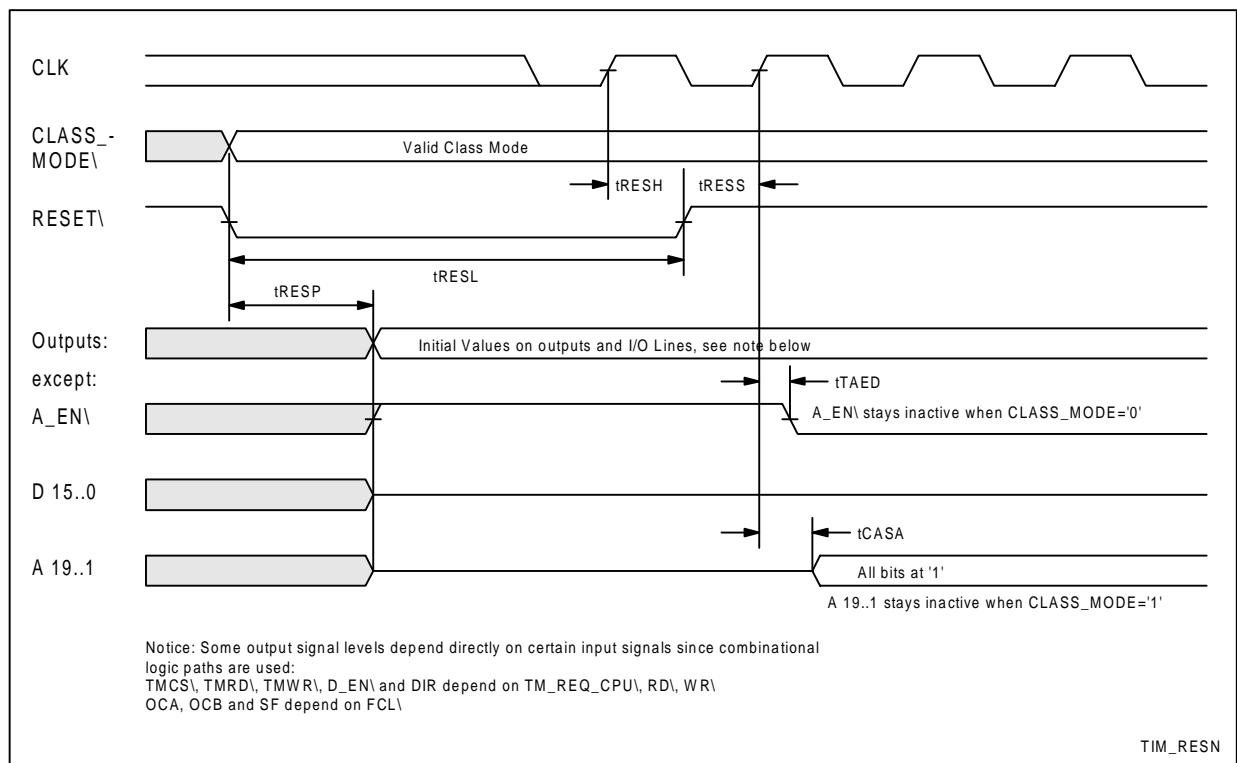 CLK
CLASS_-
MODE\
Valid Class Mode
tRESH
tRESS
RESET\
tRESL
tRESP
Outputs:
Initial Values on outputs and I/O Lines, see note below
except:
tTAED
A_EN\
A_EN\ stays inactive when CLASS_MODE='0'
D 15..0
tCASA
A 19..1
All bits at '1'
A 19..1 stays inactive when CLASS_MODE='1'
Notice: Some output signal levels depend directly on certain input signals since combinational
logic paths are used:
TMCS\, TMRD\, TMWR\, D_EN\ and DIR depend on TM_REQ_CPU\, RD\, WR\
OCA, OCB and SF depend on FCL\
TIM_RESN